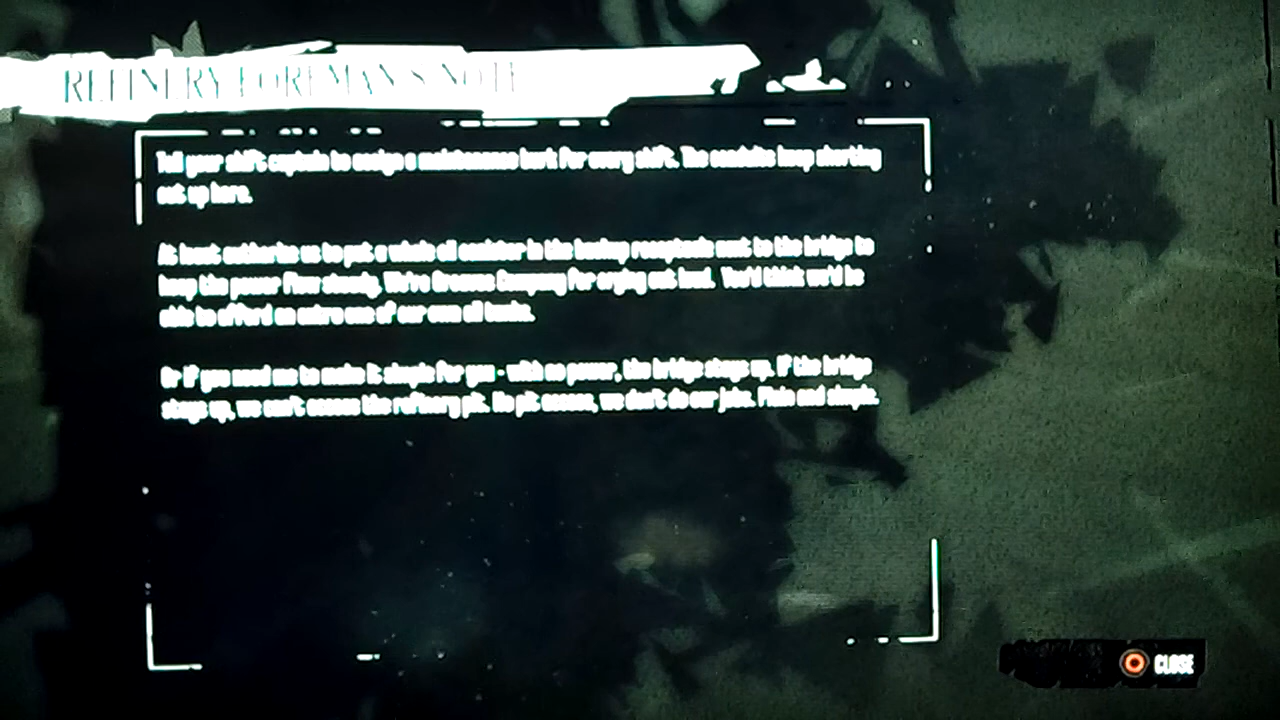 REFINERY FOREMAN'S NOTE
Tell your shift captain to assign a maintenance lurk for every shift. The conduits keep shorting
out up here.
At least authorize us to put a whale oil canister in the backup receptacle next to the bridge to
keep the power flow steady. We're Greaves Company for crying out loud. You'd think we'd be
able to afford an extra one of our own oil tanks.
Or if you need me to make it simple for you - with no power, the bridge stays up. If the bridge
stays up, we can't access the refinery pit. No pit access, we don't do our jobs. Plain and simple.
CLOSE